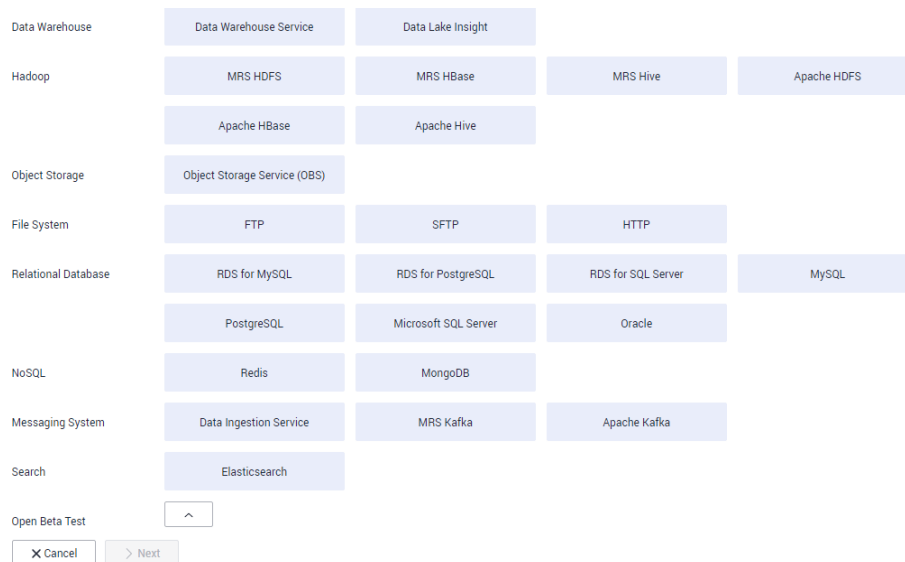 Data Warehouse Data Warehouse Service Data Lake Insight
Hadoop MRS HDFS MRS HBase MRS Hive Apache HDFS
Apache HBase Apache Hive
Object Storage Object Storage Service (OBS)
File System FTP SFTP HTTP
Relational Database RDS for MySQL RDS for PostgreSQL RDS for SQL Server MySQL
PostgreSQL Microsoft SQL Server Oracle
NoSQL Redis MongoDB
Messaging System Data Ingestion Service MRS Kafka Apache Kafka
Search Elasticsearch
Open Beta Test
Cancel Next